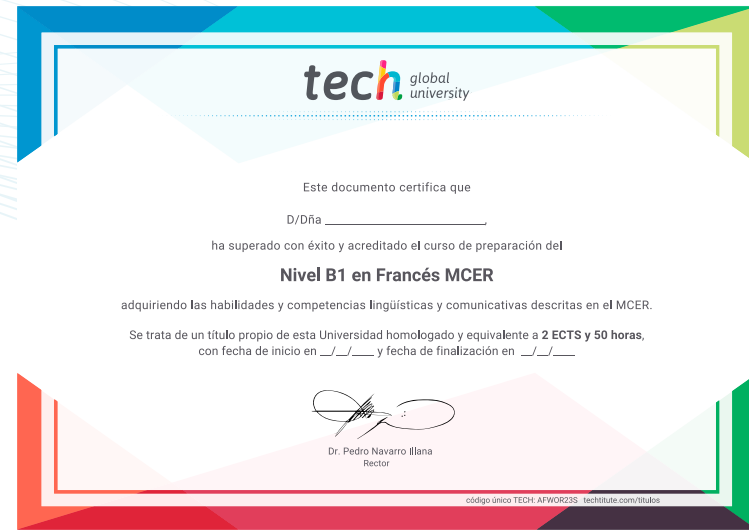 tech global university
Este documento certifica que
D/Dña ______________________,
ha superado con éxito y acreditado el curso de preparación del
Nivel B1 en Francés MCER
adquiriendo las habilidades y competencias lingüísticas y comunicativas descritas en el MCER.
Se trata de un título propio de esta Universidad homologado y equivalente a 2 ECTS y 50 horas,
con fecha de inicio en __/__/____ y fecha de finalización en __/__/____
Dr. Pedro Navarro Illana
Rector
código único TECH: AFWOR23S techtitute.com/titulos